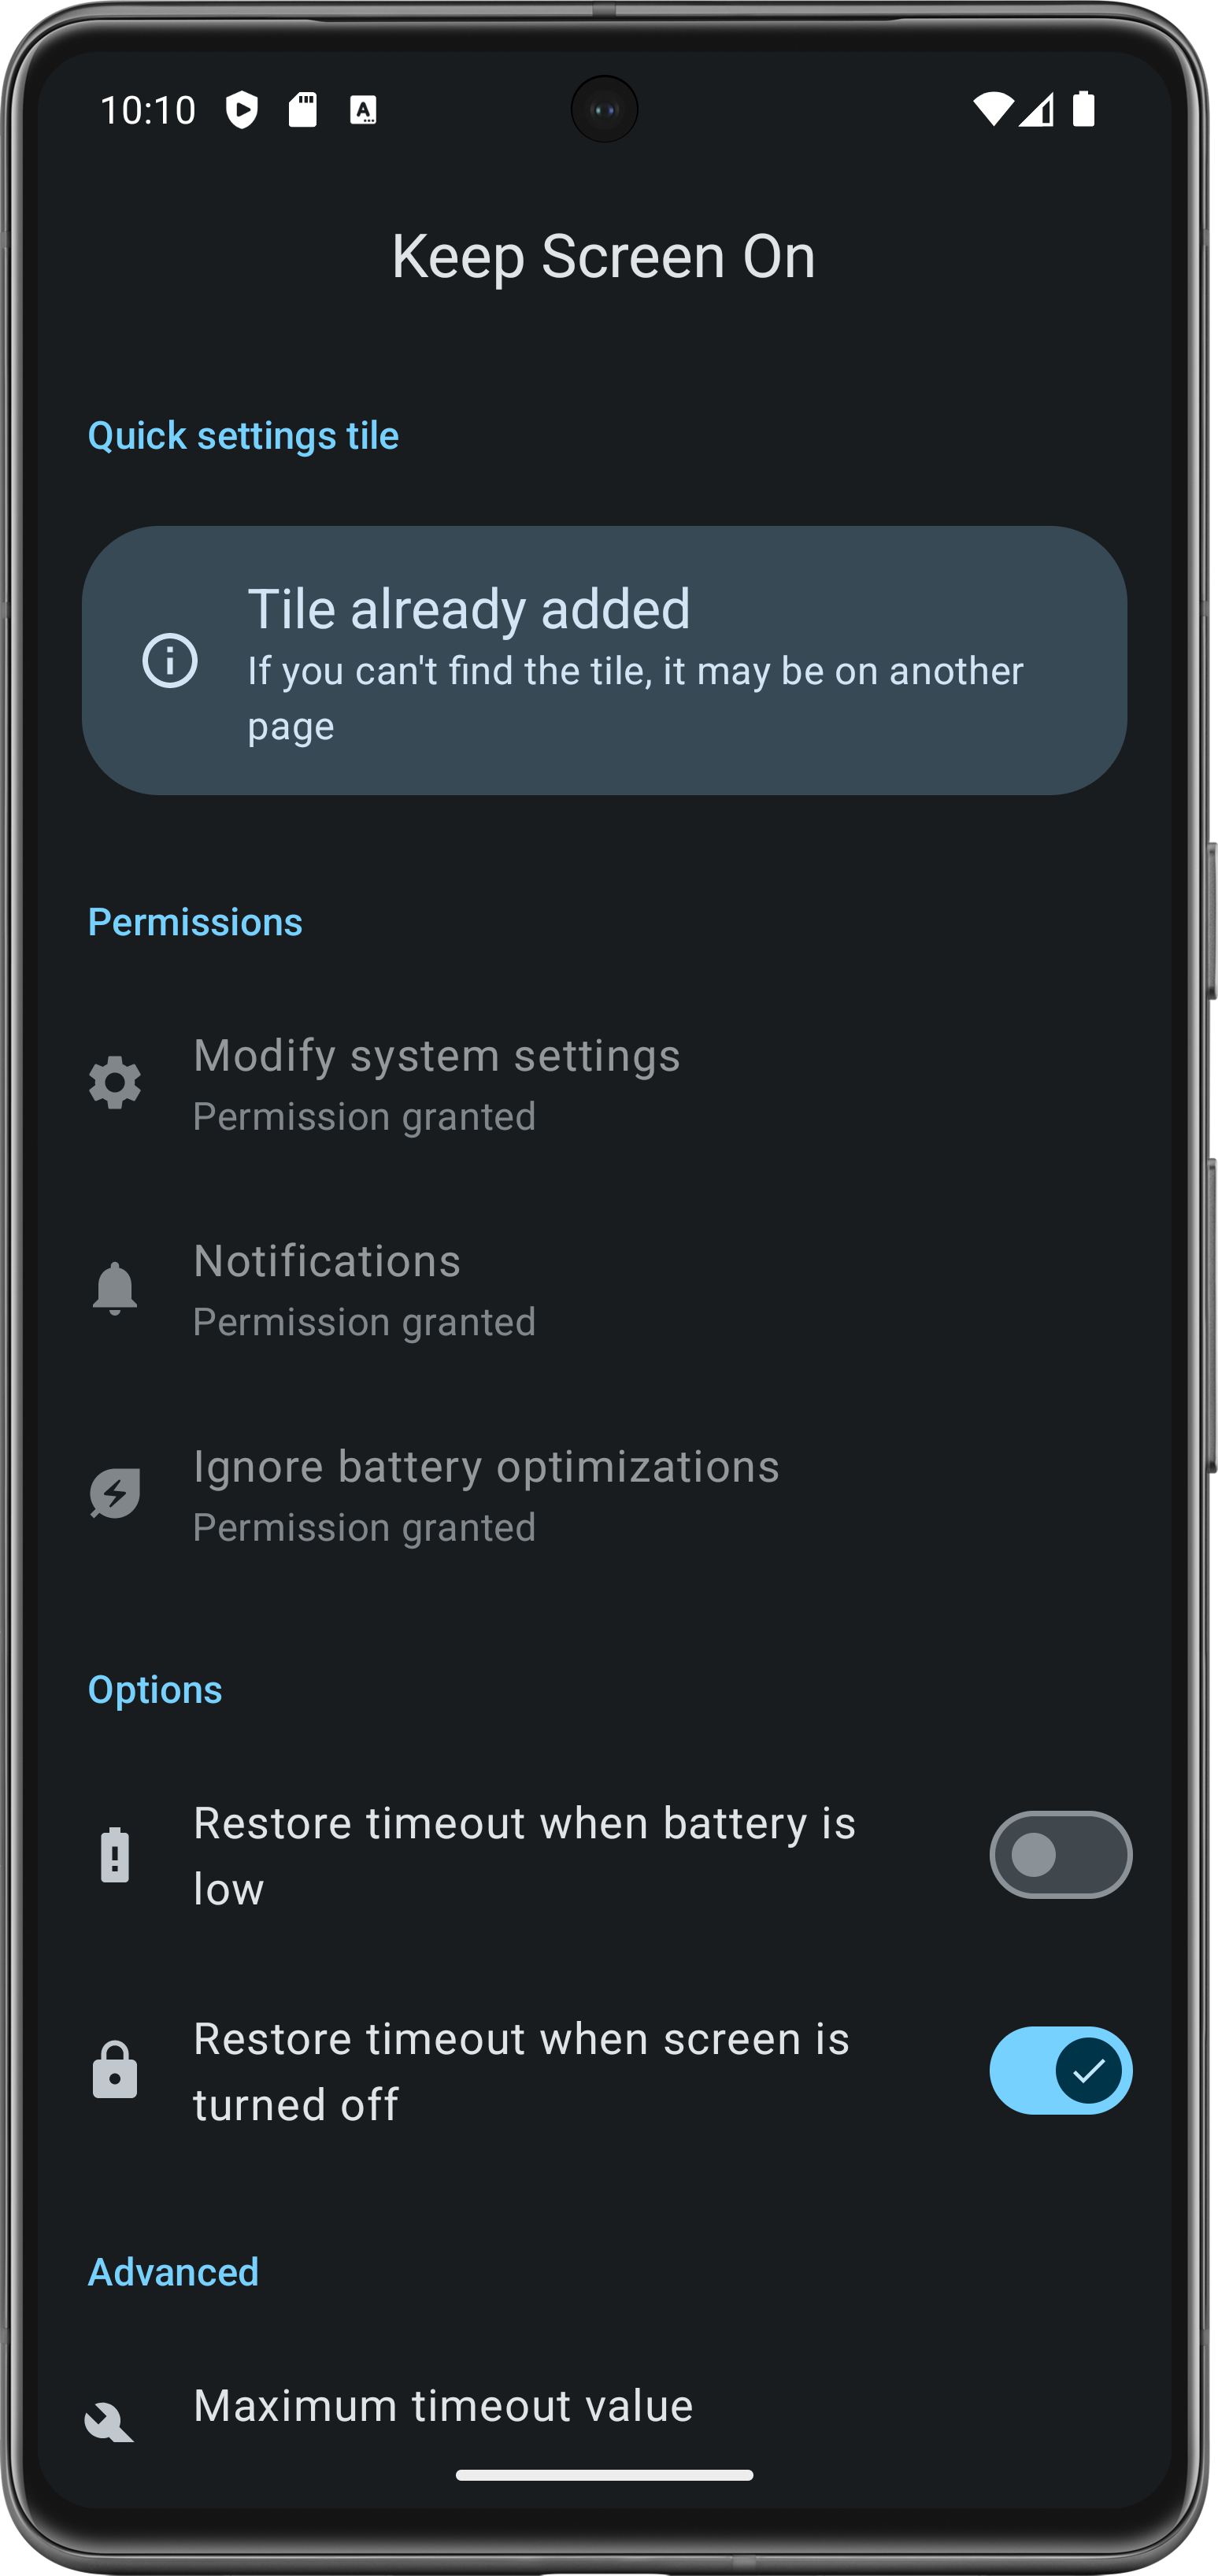 10:10
Keep Screen On
Quick settings tile
Tile already added
If you can't find the tile, it may be on another
page
Permissions
Modify system settings
Permission granted
Notifications
Permission granted
Ignore battery optimizations
Permission granted
Options
Restore timeout when battery is
low
Restore timeout when screen is
turned off
Advanced
Maximum timeout value